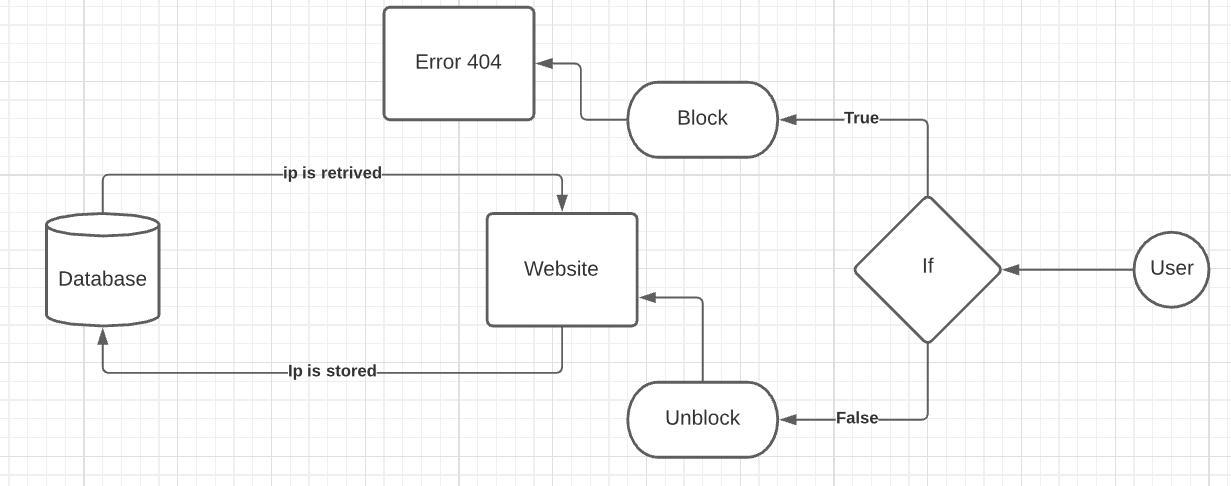 Error 404
Block
True
ip is retrived
Database
Website
If
User
Ip is stored
Unblock
False